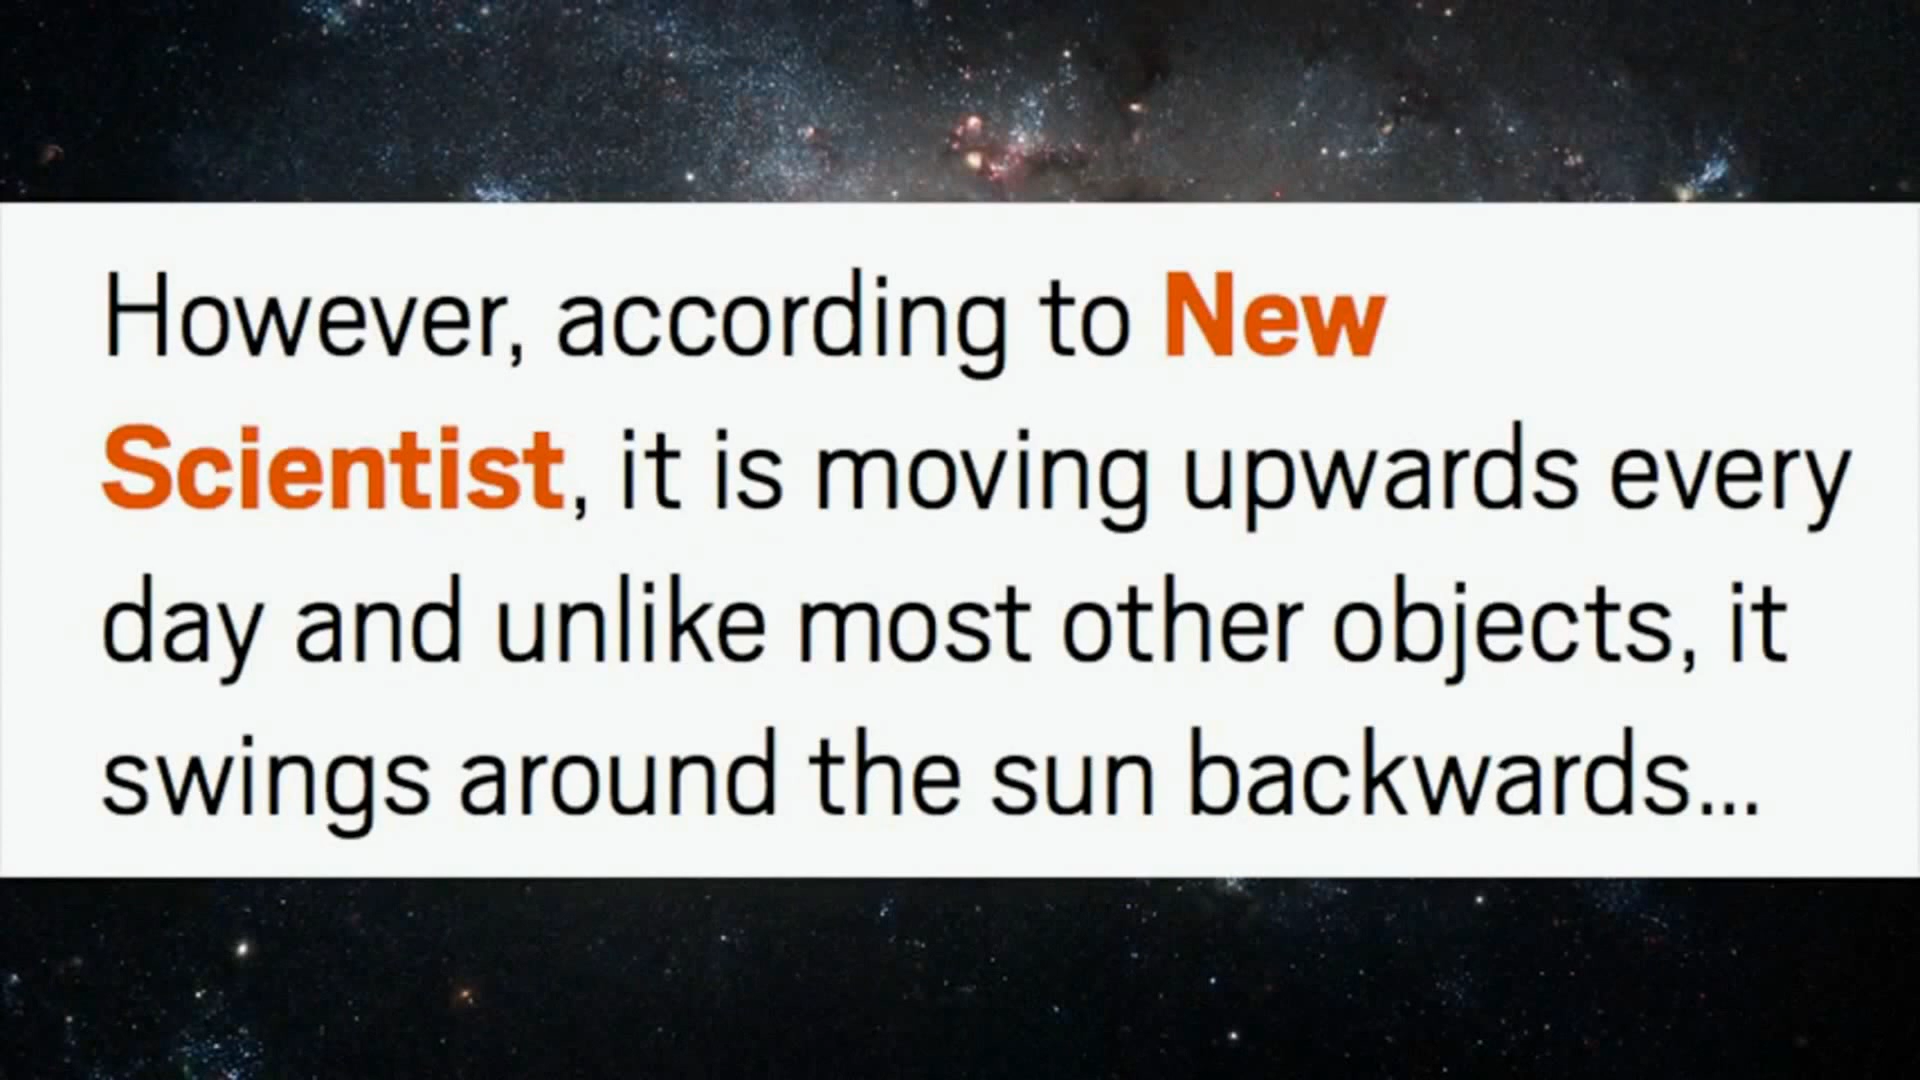 However, according to New
Scientist, it is moving upwards every
day and unlike most other objects, it
swings around the sun backwards...